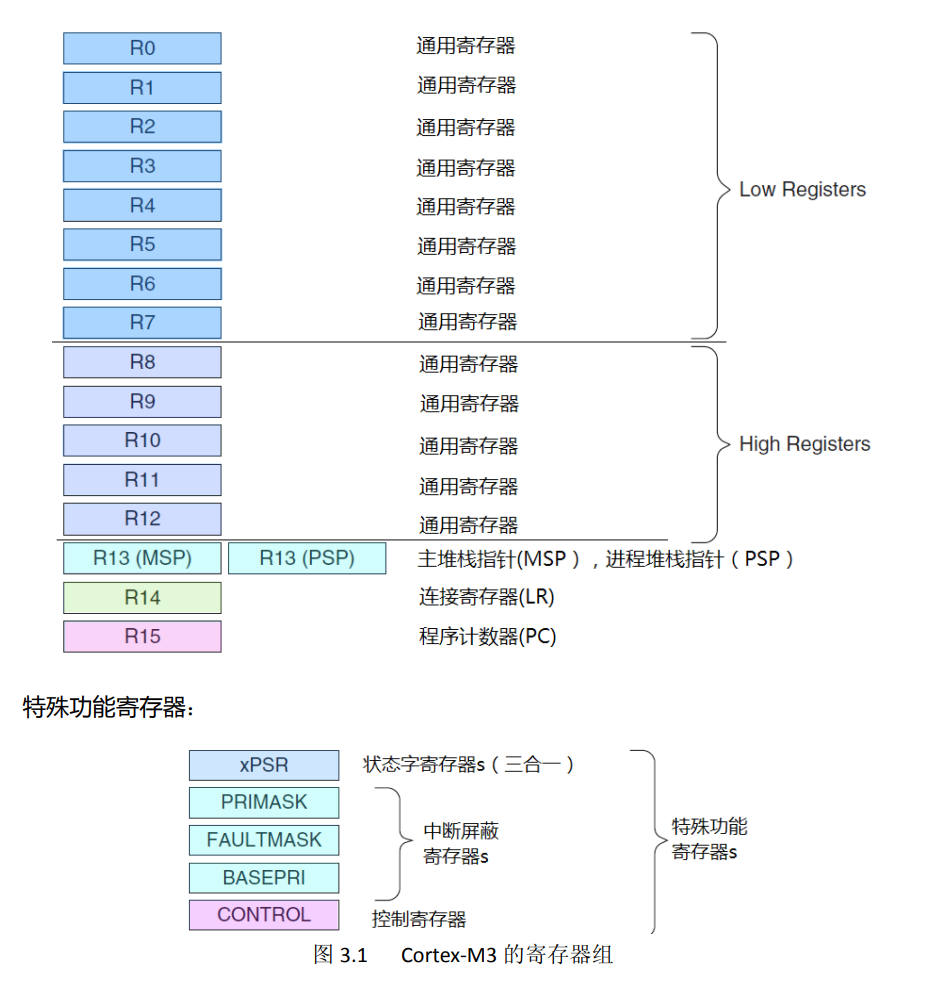 R0 通用寄存器
R1 通用寄存器
R2 通用寄存器
R3 通用寄存器
R4 通用寄存器
Low Registers
R5 通用寄存器
R6 通用寄存器
R7 通用寄存器
R8 通用寄存器
R9 通用寄存器
R10 通用寄存器
High Registers
R11 通用寄存器
R12 通用寄存器
R13 (MSP) R13 (PSP) 主堆栈指针(MSP），进程堆栈指针（PSP）
R14 连接寄存器(LR)
R15 程序计数器(PC)
特殊功能寄存器：
xPSR 状态字寄存器s（三合一）
PRIMASK
FAULTMASK
BASEPRI
中断屏蔽
寄存器s
特殊功能
寄存器s
CONTROL 控制寄存器
图 3.1 Cortex-M3 的寄存器组